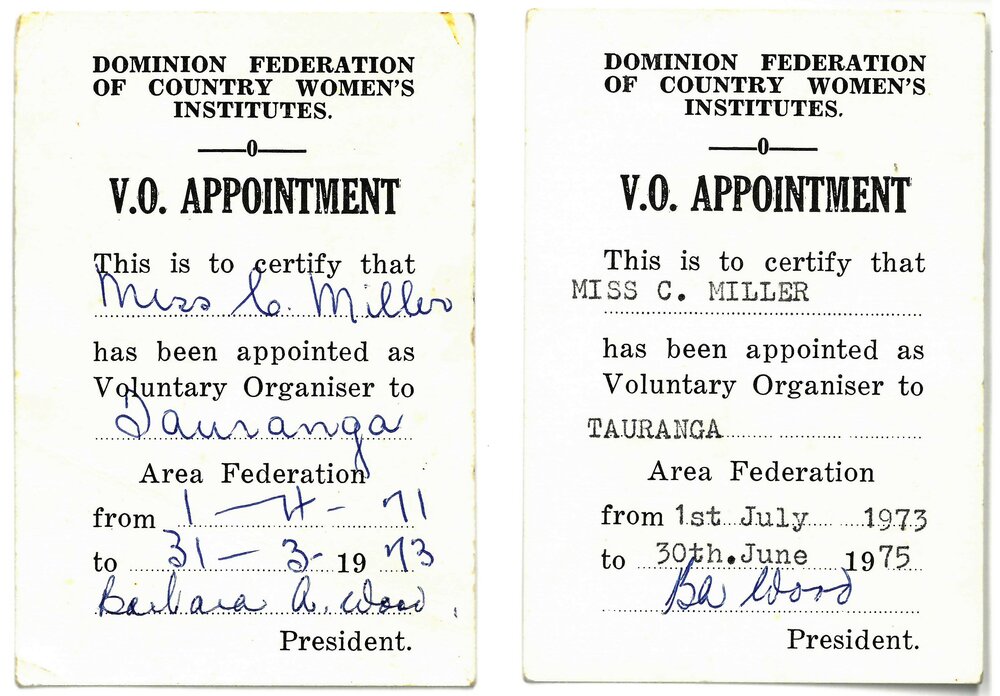 DOMINION FEDERATION
OF COUNTRY WOMEN'S
INSTITUTES.
—0—
V.O. APPOINTMENT
This is to certify that
Miss C. Miller
has been appointed as
Voluntary Organiser to
Tauranga
Area Federation
from 1 - 4 - 71
to 31 - 3 - 19 73
Barbara A. Wood.
President.
DOMINION FEDERATION
OF COUNTRY WOMEN'S
INSTITUTES.
—0—
V.O. APPOINTMENT
This is to certify that
MISS C. MILLER
has been appointed as
Voluntary Organiser to
TAURANGA
Area Federation
from 1st July 1973
to 30th.June 1975
BA Wood
President.